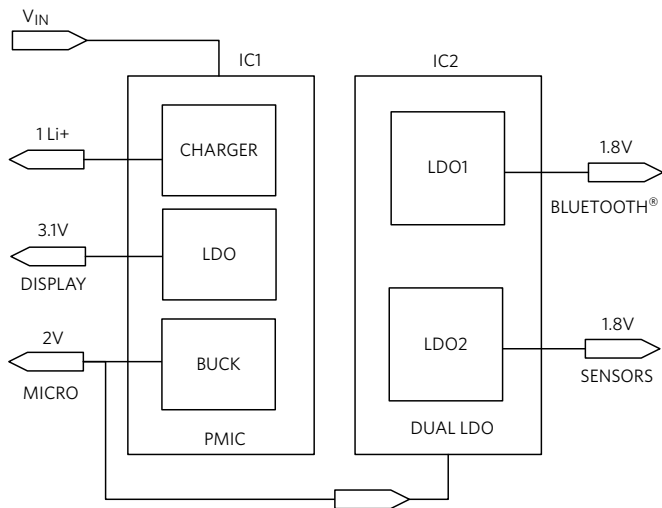 VIN
IC1
IC2
1 Li+
CHARGER
3.1V
LDO
DISPLAY
2V
BUCK
MICRO
PMIC
LDO1
1.8V
BLUETOOTH®
LDO2
1.8V
SENSORS
DUAL LDO